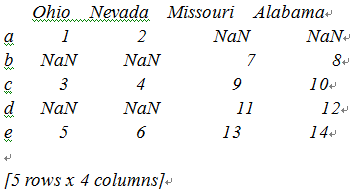 Ohio Nevada Missouri Alabama
a 1 2 NaN NaN
b NaN NaN 7 8
c 3 4 9 10
d NaN NaN 11 12
e 5 6 13 14
[5 rows x 4 columns]